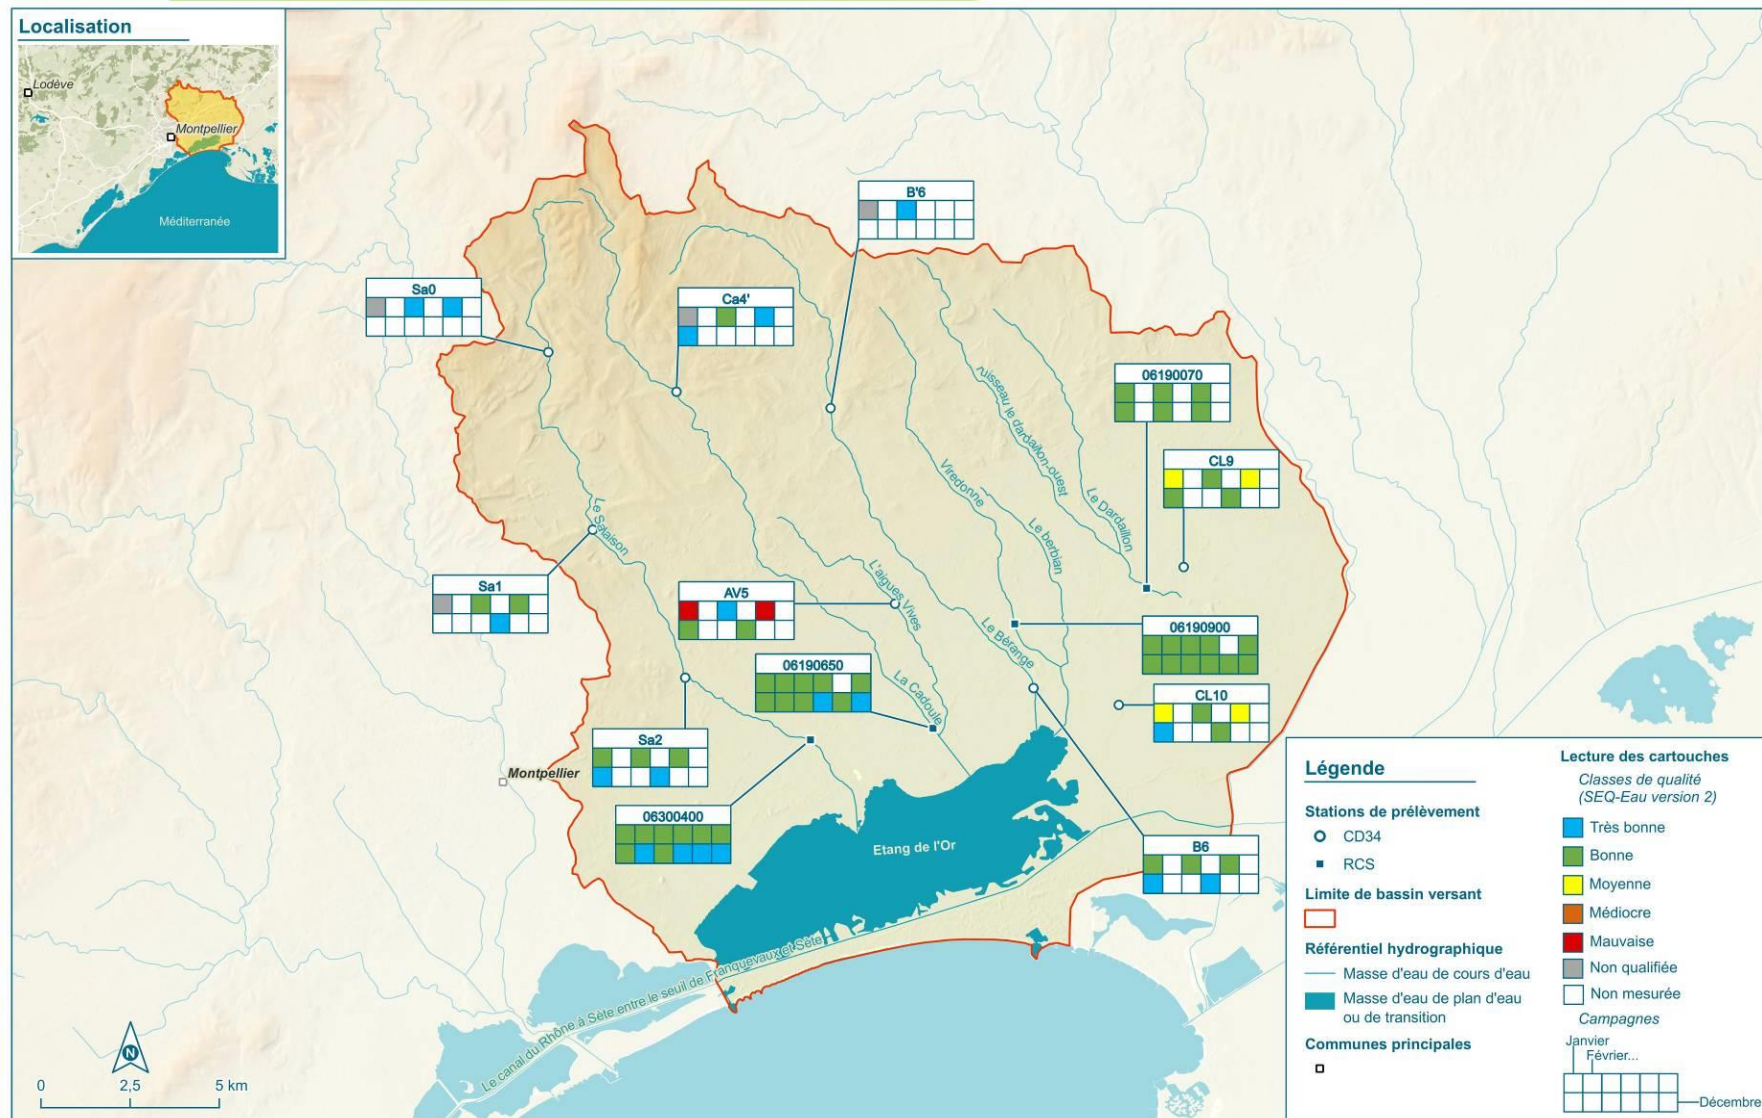 Localisation
Lodève
Montpellier
Méditerranée
B'6
Sa0
Ca4'
06190070
CL9
Sa1
AV5
06190650
06190900
CL10
Sa2
06300400
B6
Le Salaison
Viredonne
uisseau le dardaillon-ouest
Le Dardaillon
Le berbian
L'aigues Vives
Le Bérange
La Cadoule
Montpellier
Etang de l'Or
Le canal du Rhône à Sète entre le seuil de Franquevaux et Sète
N
0 2,5 5 km
Légende
Stations de prélèvement
CD34
RCS
Limite de bassin versant
Référentiel hydrographique
Masse d'eau de cours d'eau
Masse d'eau de plan d'eau
ou de transition
Communes principales
Lecture des cartouches
Classes de qualité
(SEQ-Eau version 2)
Très bonne
Bonne
Moyenne
Médiocre
Mauvaise
Non qualifiée
Non mesurée
Campagnes
Janvier
Février...
Décembre